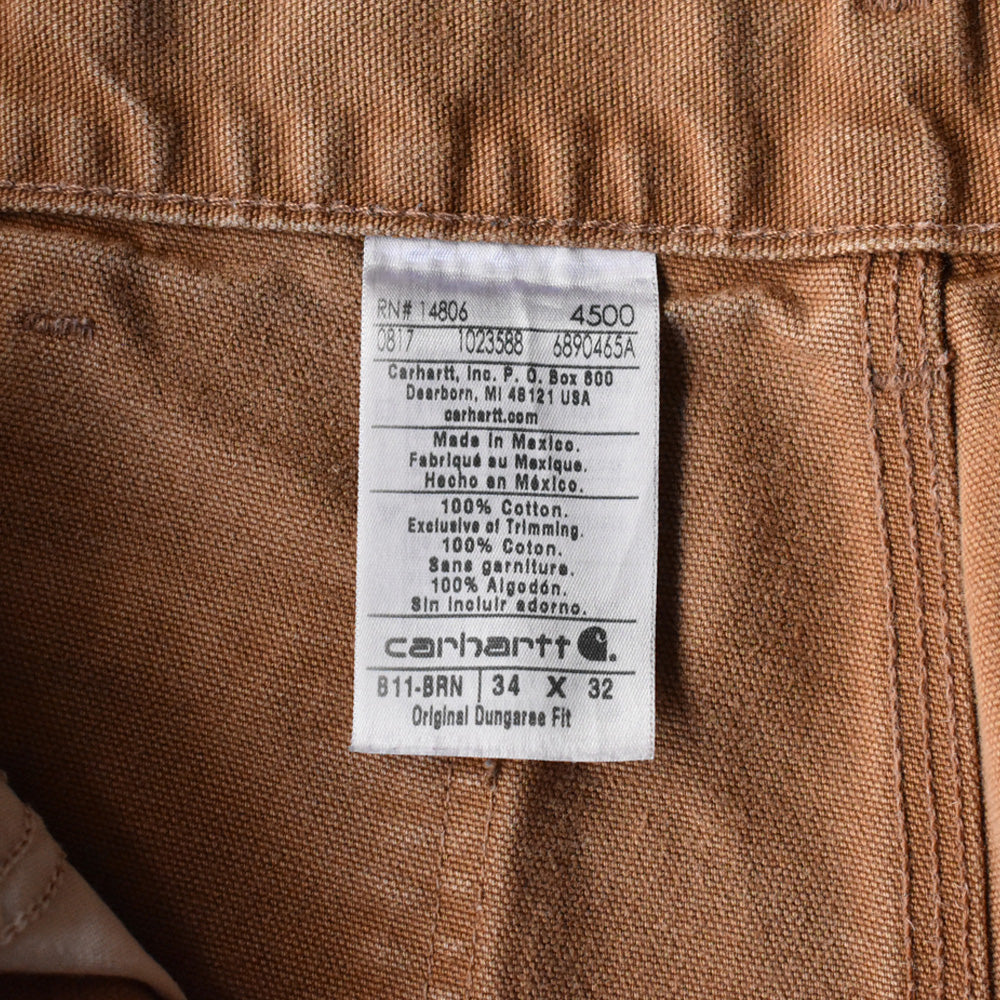 RN# 14806 4500
0817 1023588 6890465A
Carhartt, Inc. P. O. Box 600
Dearborn, MI 48121 USA
carhartt.com
Made in Mexico.
Fabriqué au Mexique.
Hecho en México.
100% Cotton.
Exclusive of Trimming.
100% Coton.
Sans garniture.
100% Algodón.
Sin incluir adorno.
carhartt
B11-BRN 34 X 32
Original Dungaree Fit